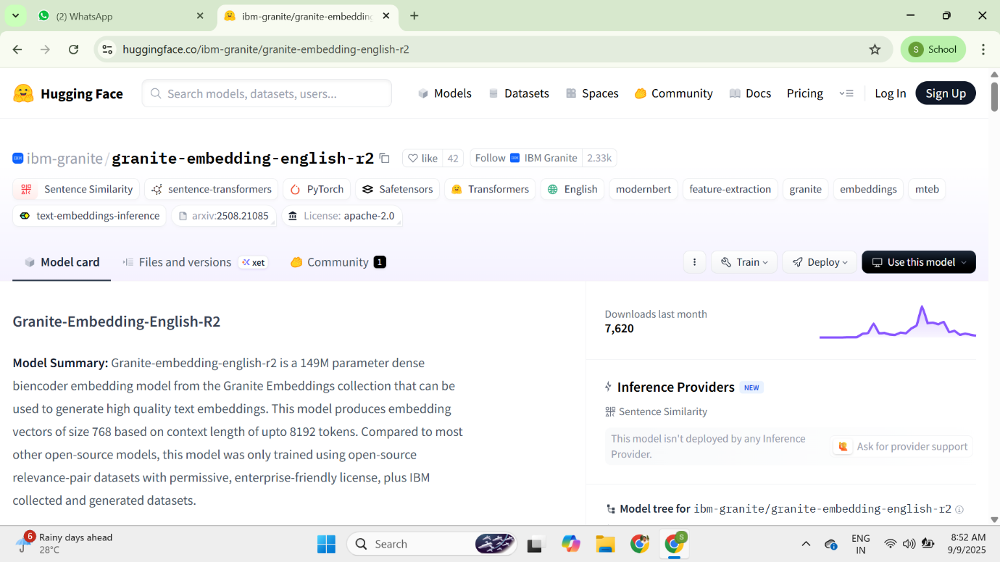 (2) WhatsApp
ibm-granite/granite-embedding
huggingface.co/ibm-granite/granite-embedding-english-r2
S School
Hugging Face
Search models, datasets, users...
Models Datasets Spaces Community Docs Pricing Log In Sign Up
ibm-granite/granite-embedding-english-r2 like 42 Follow IBM Granite 2.33k
Sentence Similarity sentence-transformers PyTorch Safetensors Transformers English modernbert feature-extraction granite embeddings mteb
text-embeddings-inference arxiv:2508.21085 License: apache-2.0
Model card Files and versions xet Community 1 Train Deploy Use this model
Granite-Embedding-English-R2
Model Summary: Granite-embedding-english-r2 is a 149M parameter dense
biencoder embedding model from the Granite Embeddings collection that can be
used to generate high quality text embeddings. This model produces embedding
vectors of size 768 based on context length of upto 8192 tokens. Compared to most
other open-source models, this model was only trained using open-source
relevance-pair datasets with permissive, enterprise-friendly license, plus IBM
collected and generated datasets.
Downloads last month
7,620
Inference Providers NEW
Sentence Similarity
This model isn't deployed by any Inference
Provider.
Ask for provider support
Model tree for ibm-granite/granite-embedding-english-r2
6
Rainy days ahead
28°C
Search
S
ENG
IN
8:52 AM
9/9/2025